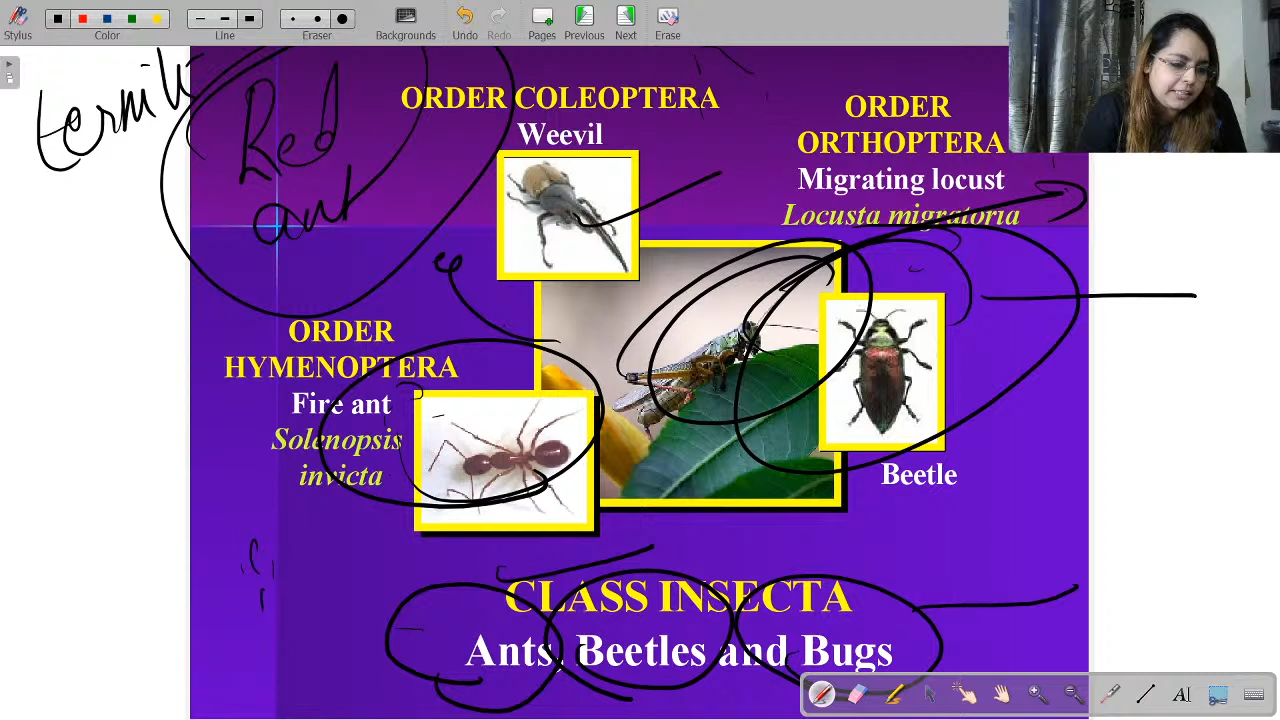 Stylus
Color
Line
Eraser
Backgrounds
Undo
Redo
Pages
Previous
Next
Erase
Red
ant
ORDER COLEOPTERA
Weevil
ORDER
ORTHOPTERA
Migrating locust
Locusta migratoria
ORDER
HYMENOPTERA
Fire ant
Solenopsis
invicta
Beetle
CLASS INSECTA
Ants, Beetles and Bugs
A